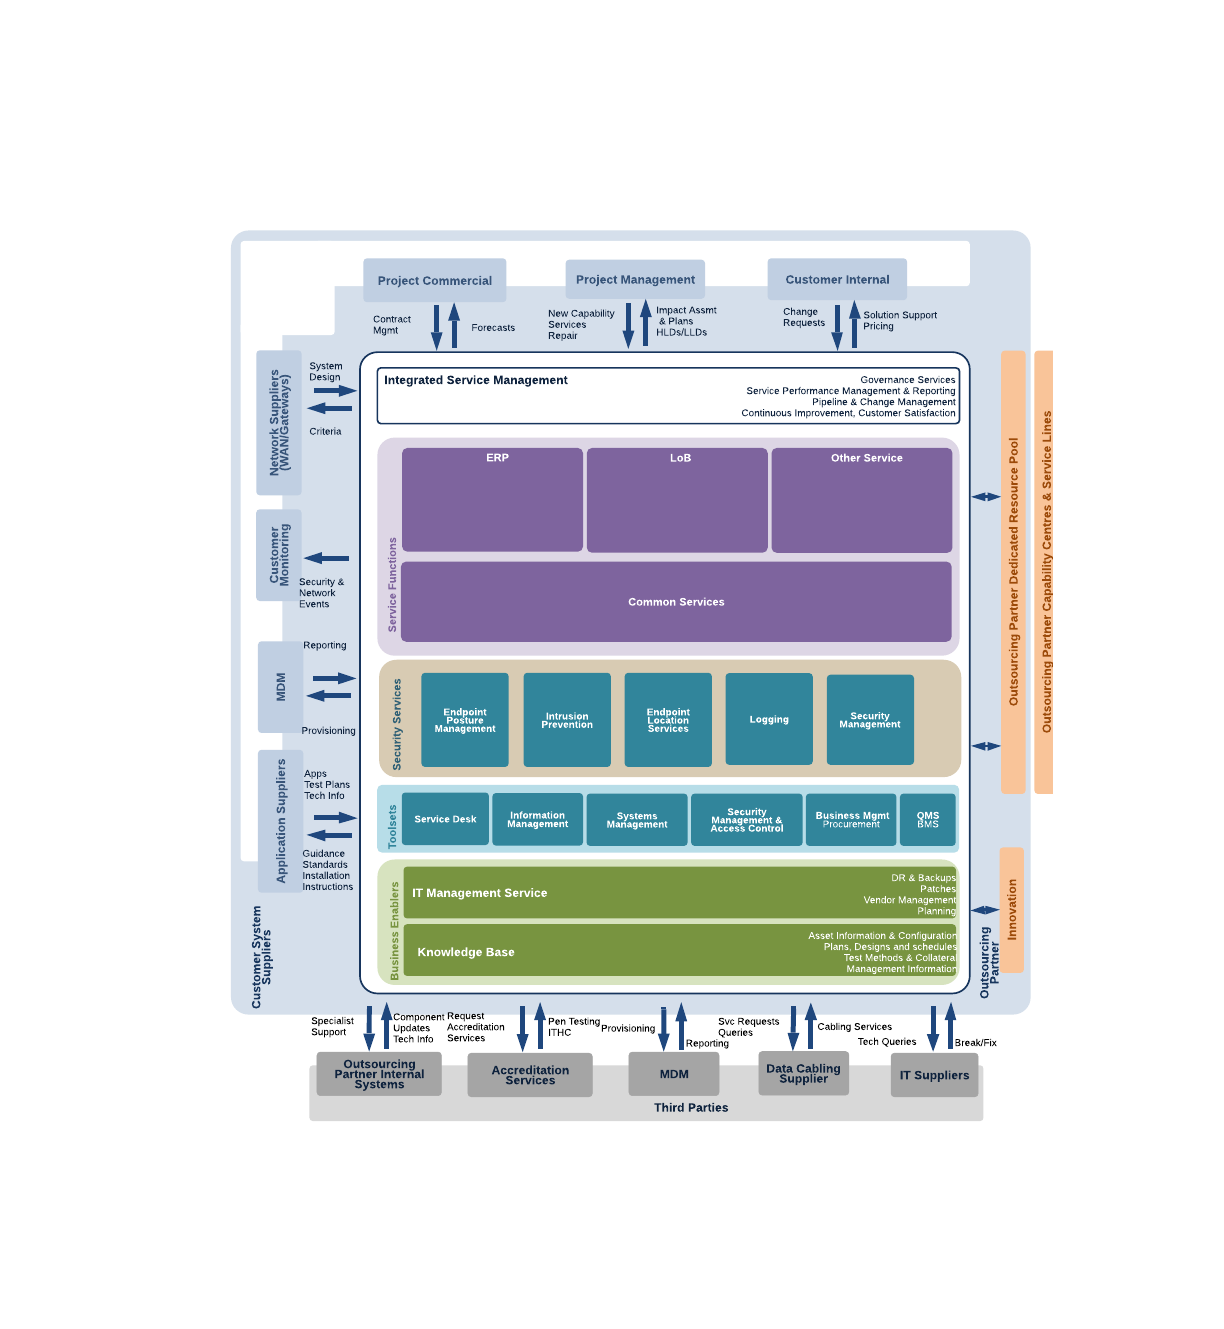 Project Commercial
Project Management
Customer Internal
Contract
Mgmt
Forecasts
New Capability
Services
Repair
Impact Assmt
& Plans
HLDs/LLDs
Change
Requests
Solution Support
Pricing
Network Suppliers
(WAN/Gateways)
System
Design
Criteria
Customer
Monitoring
Security &
Network
Events
MDM
Reporting
Provisioning
Application Suppliers
Apps
Test Plans
Tech Info
Guidance
Standards
Installation
Instructions
Customer System
Suppliers
Integrated Service Management
Governance Services
Service Performance Management & Reporting
Pipeline & Change Management
Continuous Improvement, Customer Satisfaction
Service Functions
ERP
LoB
Other Service
Common Services
Security Services
Endpoint
Posture
Management
Intrusion
Prevention
Endpoint
Location
Services
Logging
Security
Management
Toolsets
Service Desk
Information
Management
Systems
Management
Security
Management &
Access Control
Business Mgmt
Procurement
QMS
BMS
Business Enablers
IT Management Service
DR & Backups
Patches
Vendor Management
Planning
Knowledge Base
Asset Information & Configuration
Plans, Designs and schedules
Test Methods & Collateral
Management Information
Outsourcing Partner Dedicated Resource Pool
Outsourcing Partner Capability Centres & Service Lines
Innovation
Outsourcing
Partner
Specialist
Support
Component
Updates
Tech Info
Request
Accreditation
Services
Pen Testing
ITHC
Provisioning
Reporting
Svc Requests
Queries
Cabling Services
Tech Queries
Break/Fix
Outsourcing
Partner Internal
Systems
Accreditation
Services
MDM
Data Cabling
Supplier
IT Suppliers
Third Parties